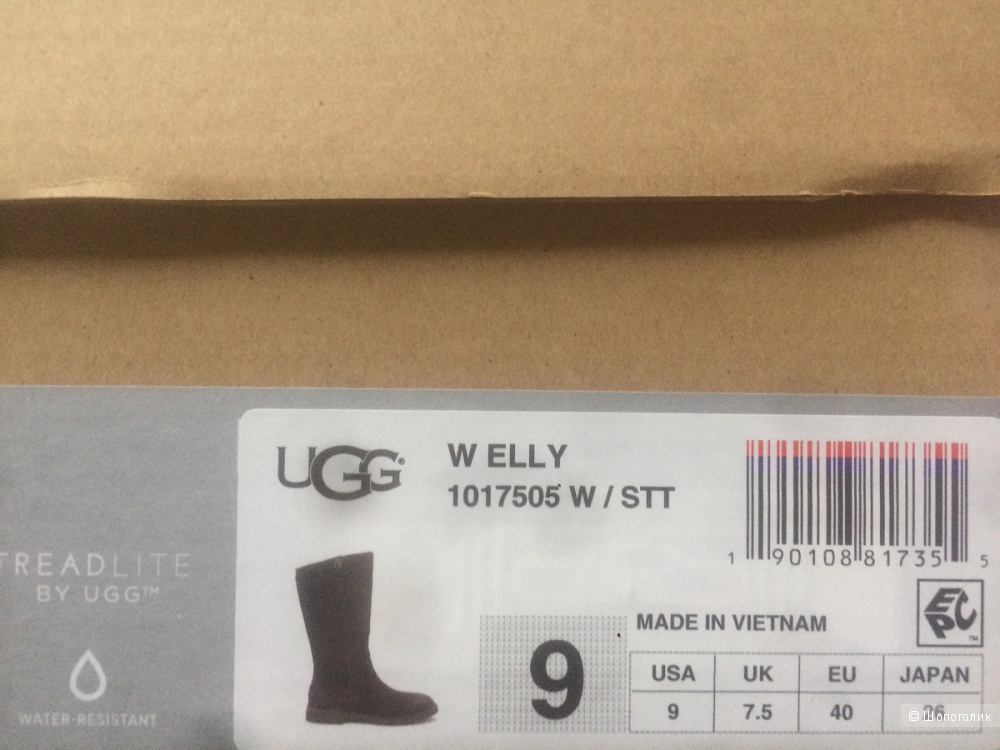 UGG®
W ELLY
1017505 W / STT
1 90108 81735 5
TREADLITE
BY UGG™
WATER-RESISTANT
EPC™
MADE IN VIETNAM
9
USA UK EU JAPAN
9 7.5 40 26
© Шопоголик